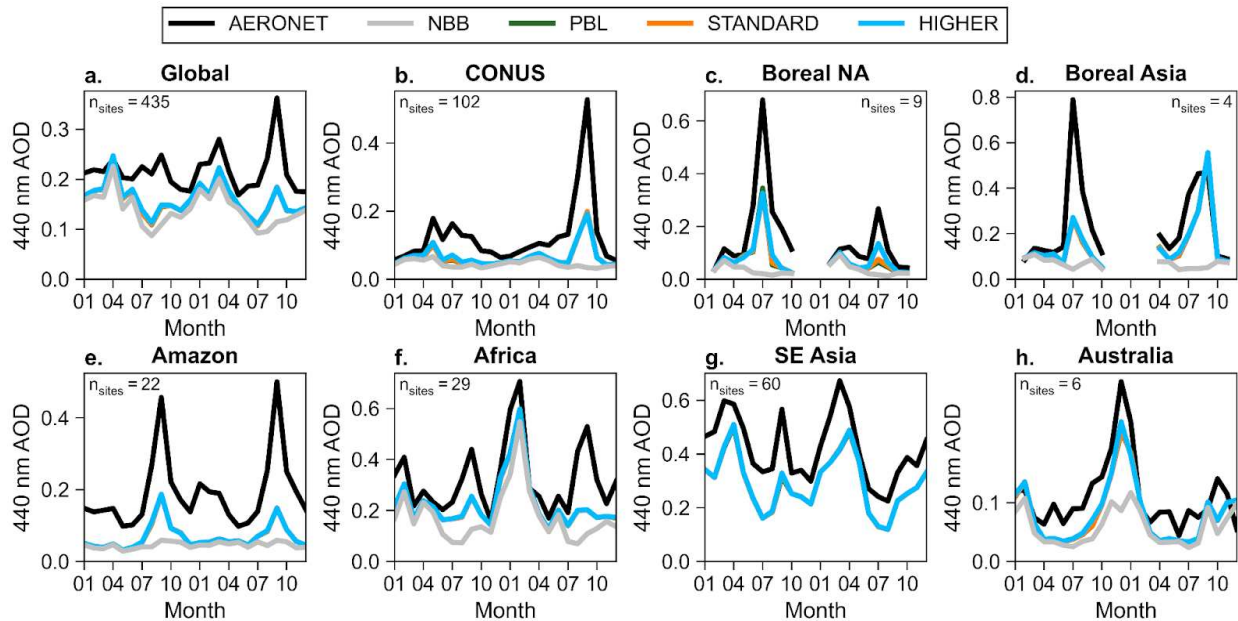 AERONET NBB PBL STANDARD HIGHER
a. Global
n_sites = 435
440 nm AOD
0.3
0.2
0.1
0.0
01 04 07 10 01 04 07 10
Month
b. CONUS
n_sites = 102
440 nm AOD
0.4
0.2
0.0
01 04 07 10 01 04 07 10
Month
c. Boreal NA
n_sites = 9
440 nm AOD
0.6
0.4
0.2
0.0
01 04 07 10 01 04 07 10
Month
d. Boreal Asia
n_sites = 4
440 nm AOD
0.8
0.6
0.4
0.2
0.0
01 04 07 10 01 04 07 10
Month
e. Amazon
n_sites = 22
440 nm AOD
0.4
0.2
0.0
01 04 07 10 01 04 07 10
Month
f. Africa
n_sites = 29
440 nm AOD
0.6
0.4
0.2
0.0
01 04 07 10 01 04 07 10
Month
g. SE Asia
n_sites = 60
440 nm AOD
0.6
0.4
0.2
0.0
01 04 07 10 01 04 07 10
Month
h. Australia
n_sites = 6
440 nm AOD
0.1
0.0
01 04 07 10 01 04 07 10
Month